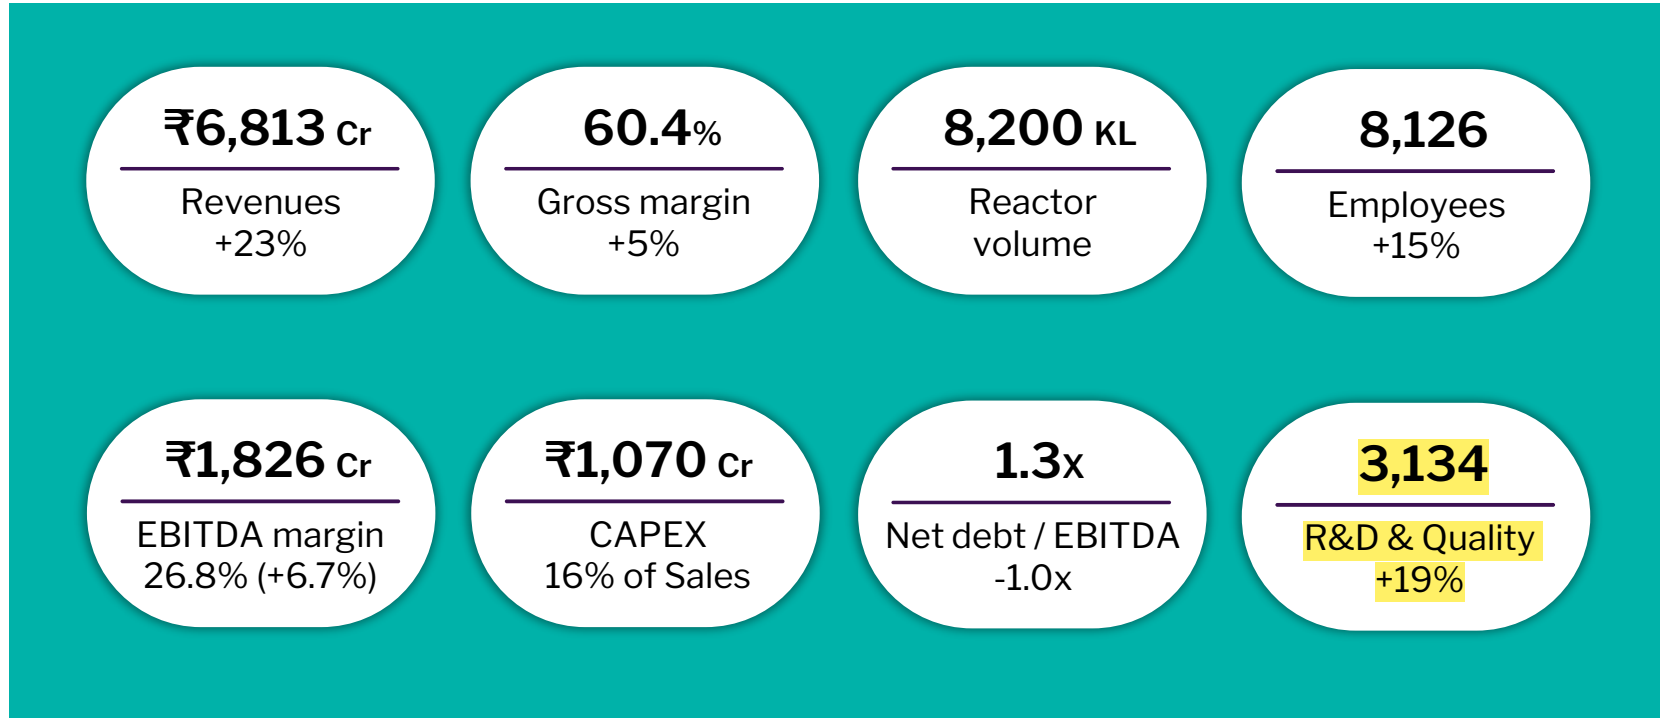 ₹6,813 Cr
Revenues
+23%
60.4%
Gross margin
+5%
8,200 KL
Reactor
volume
8,126
Employees
+15%
₹1,826 Cr
EBITDA margin
26.8% (+6.7%)
₹1,070 Cr
CAPEX
16% of Sales
1.3x
Net debt / EBITDA
-1.0x
3,134
R&D & Quality
+19%